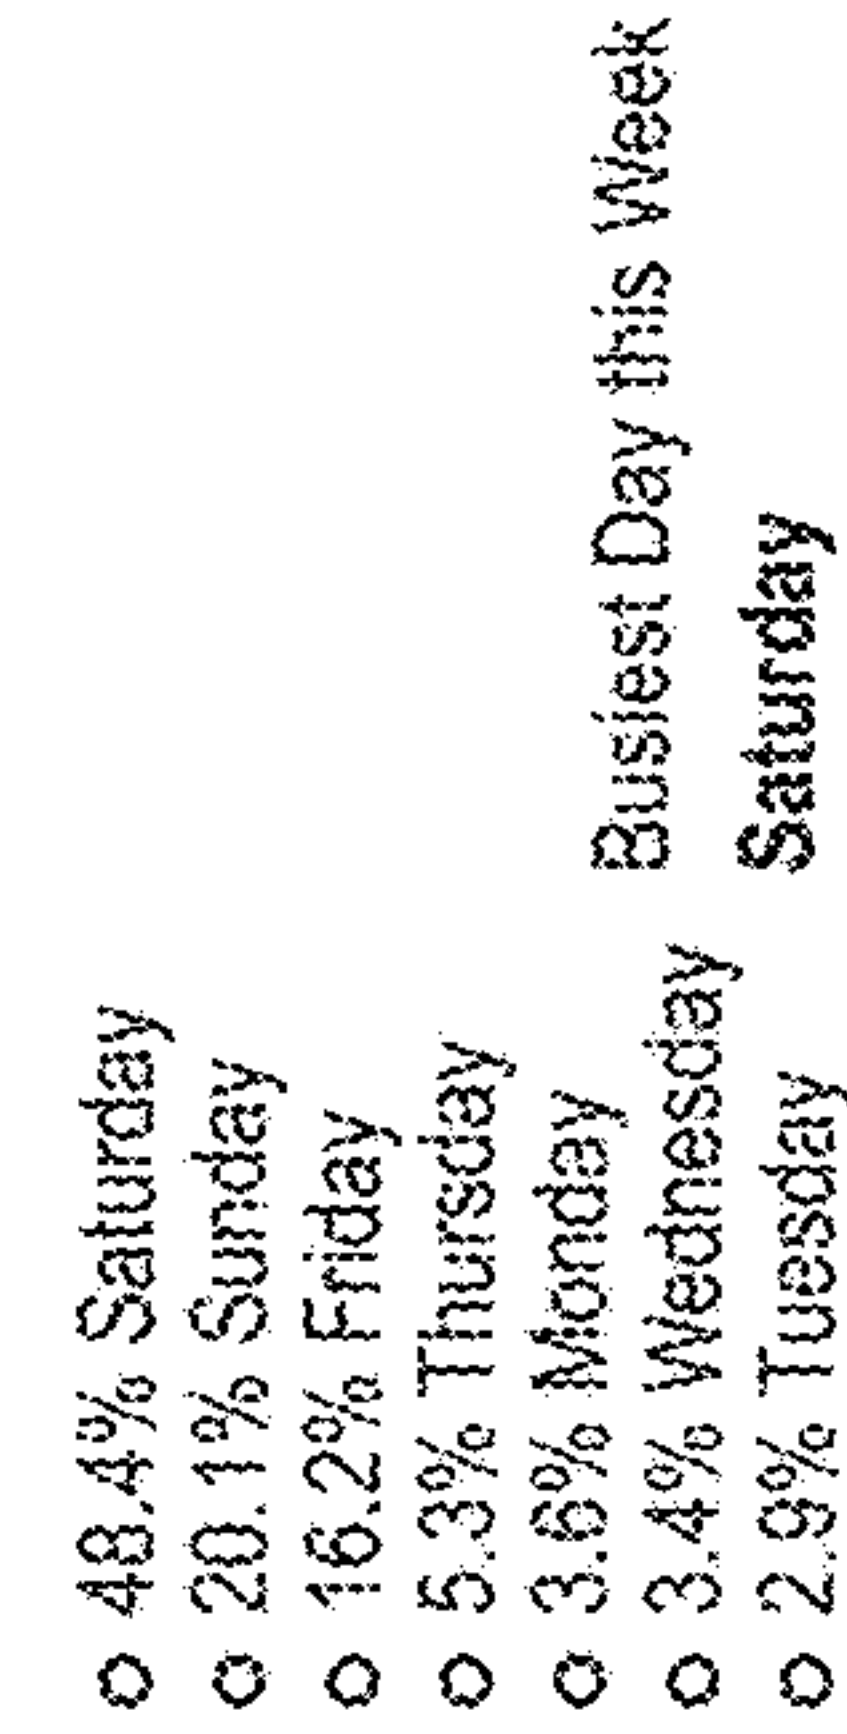 48.4% Saturday
20.1% Sunday
16.2% Friday
5.3% Thursday
3.6% Monday
3.4% Wednesday
2.9% Tuesday
Busiest Day this Week
Saturday